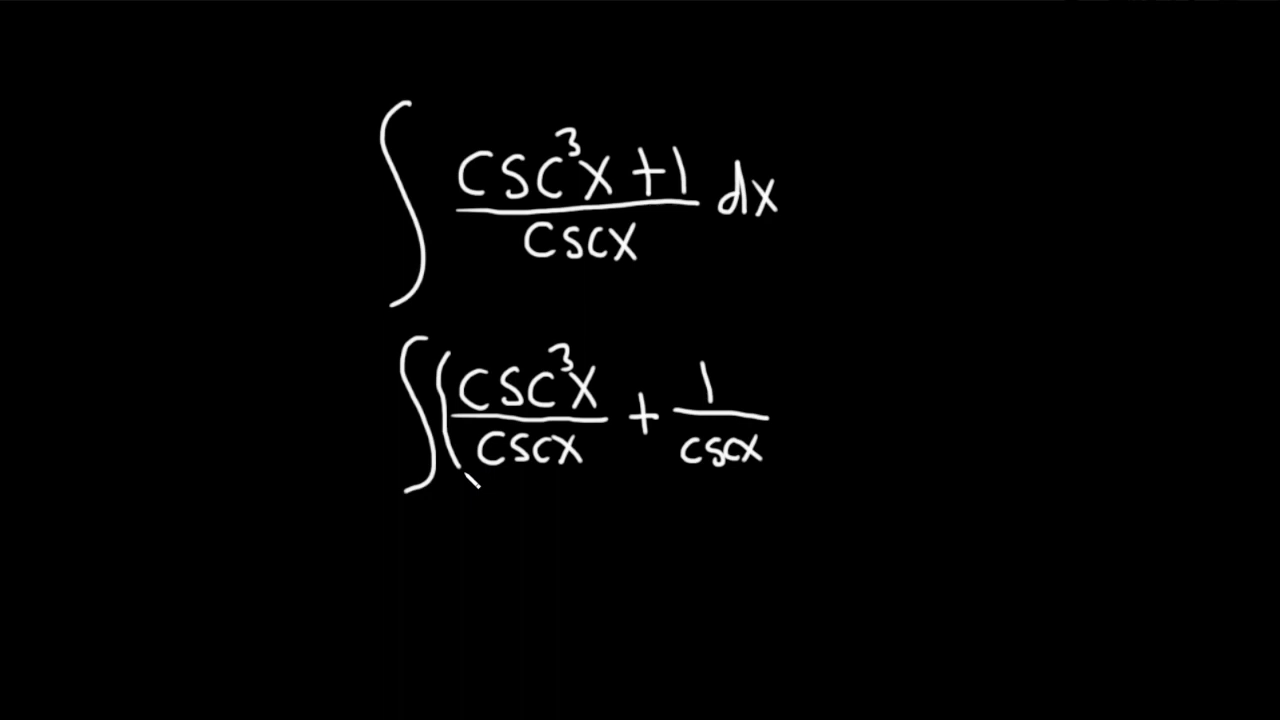 ∫ (csc³x + 1)/(cscx) dx
∫ ( csc³x/cscx + 1/cscx